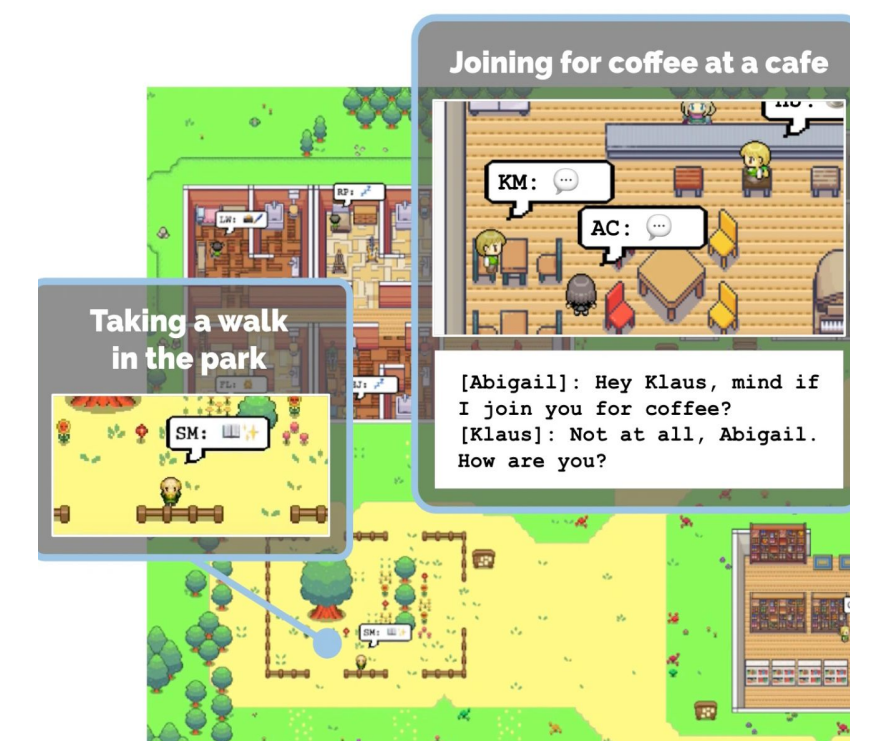 Joining for coffee at a cafe
KM:
AC:
[Abigail]: Hey Klaus, mind if
I join you for coffee?
[Klaus]: Not at all, Abigail.
How are you?
RP:
LW:
Taking a walk
in the park
FL:
SM:
SM: